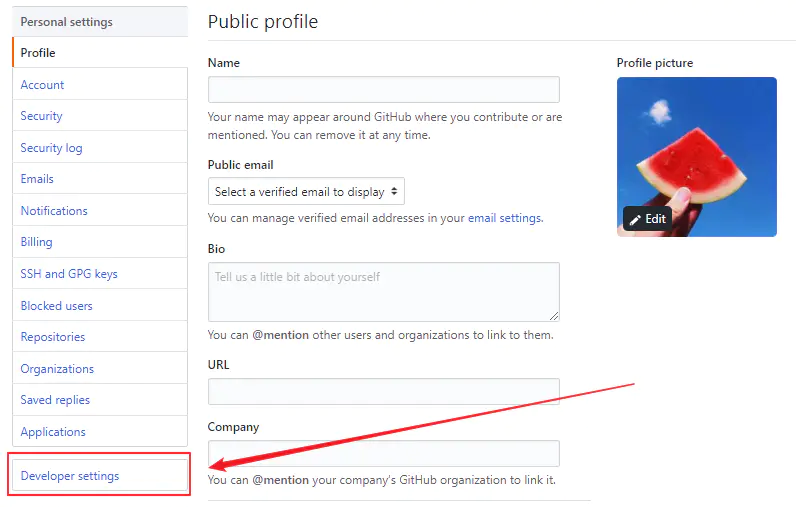 Personal settings
Profile
Account
Security
Security log
Emails
Notifications
Billing
SSH and GPG keys
Blocked users
Repositories
Organizations
Saved replies
Applications
Developer settings
Public profile
Name
Your name may appear around GitHub where you contribute or are
mentioned. You can remove it at any time.
Public email
Select a verified email to display
You can manage verified email addresses in your email settings.
Bio
Tell us a little bit about yourself
You can @mention other users and organizations to link to them.
URL
Company
You can @mention your company's GitHub organization to link it.
Profile picture
Edit